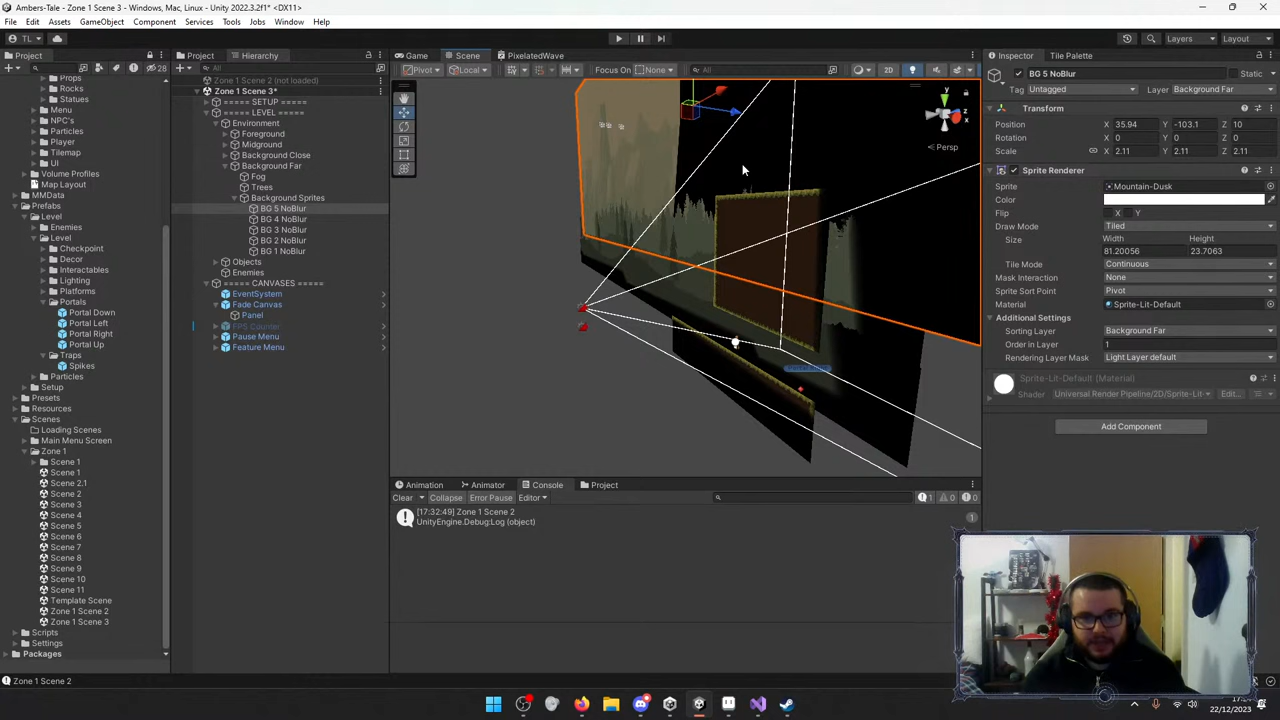 Ambers-Tale - Zone 1 Scene 3 - Windows, Mac, Linux - Unity 2022.3.2f1* <DX11>
File Edit Assets GameObject Component Services Tools Jobs Window Help
TL
Layers Layout
Project
28
Props
Rocks
Statues
Menu
NPC's
Particles
Player
Tilemap
UI
Volume Profiles
Map Layout
MMData
Prefabs
Level
Enemies
Level
Checkpoint
Decor
Interactables
Lighting
Platforms
Portals
Portal Down
Portal Left
Portal Right
Portal Up
Traps
Spikes
Particles
Setup
Presets
Resources
Scenes
Loading Scenes
Main Menu Screen
Zone 1
Scene 1
Scene 1
Scene 2.1
Scene 2
Scene 3
Scene 4
Scene 5
Scene 6
Scene 7
Scene 8
Scene 9
Scene 10
Scene 11
Template Scene
Zone 1 Scene 2
Zone 1 Scene 3
Scripts
Settings
Packages
Zone 1 Scene 2
Project Hierarchy
All
Zone 1 Scene 2 (not loaded)
Zone 1 Scene 3*
===== SETUP =====
===== LEVEL =====
Environment
Foreground
Midground
Background Close
Background Far
Fog
Trees
Background Sprites
BG 5 NoBlur
BG 4 NoBlur
BG 3 NoBlur
BG 2 NoBlur
BG 1 NoBlur
Objects
Enemies
===== CANVASES =====
EventSystem
Fade Canvas
Panel
FPS Counter
Pause Menu
Feature Menu
Game Scene PixelatedWave
Pivot Local Focus On None All 2D
y
x
z
Persp
Animation Animator Console Project
Clear Collapse Error Pause Editor 1 0 0
[17:32:49] Zone 1 Scene 2
UnityEngine.Debug:Log (object)
1
Inspector Tile Palette
BG 5 NoBlur Static
Tag Untagged Layer Background Far
Transform
Position X 35.94 Y -103.1 Z 10
Rotation X 0 Y 0 Z 0
Scale X 2.11 Y 2.11 Z 2.11
Sprite Renderer
Sprite Mountain-Dusk
Color
Flip X Y
Draw Mode Tiled
Size Width Height
81.20056 23.7063
Tile Mode Continuous
Mask Interaction None
Sprite Sort Point Pivot
Material Sprite-Lit-Default
Additional Settings
Sorting Layer Background Far
Order in Layer 1
Rendering Layer Mask Light Layer default
Sprite-Lit-Default (Material)
Shader Universal Render Pipeline/2D/Sprite-Lit- Edit...
Add Component
22/12/2023